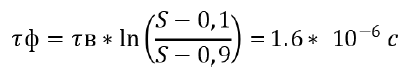 τф = τв * ln((S − 0,1)/(S − 0,9)) = 1.6 * 10⁻⁶ с